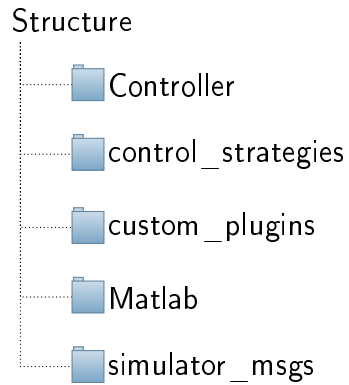 Structure
Controller
control_strategies
custom_plugins
Matlab
simulator_msgs